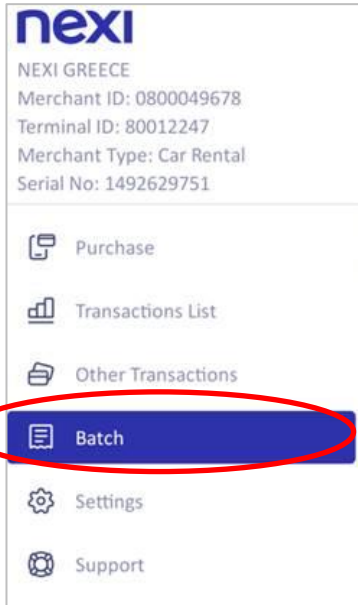 nexi
NEXI GREECE
Merchant ID: 0800049678
Terminal ID: 80012247
Merchant Type: Car Rental
Serial No: 1492629751
Purchase
Transactions List
Other Transactions
Batch
Settings
Support